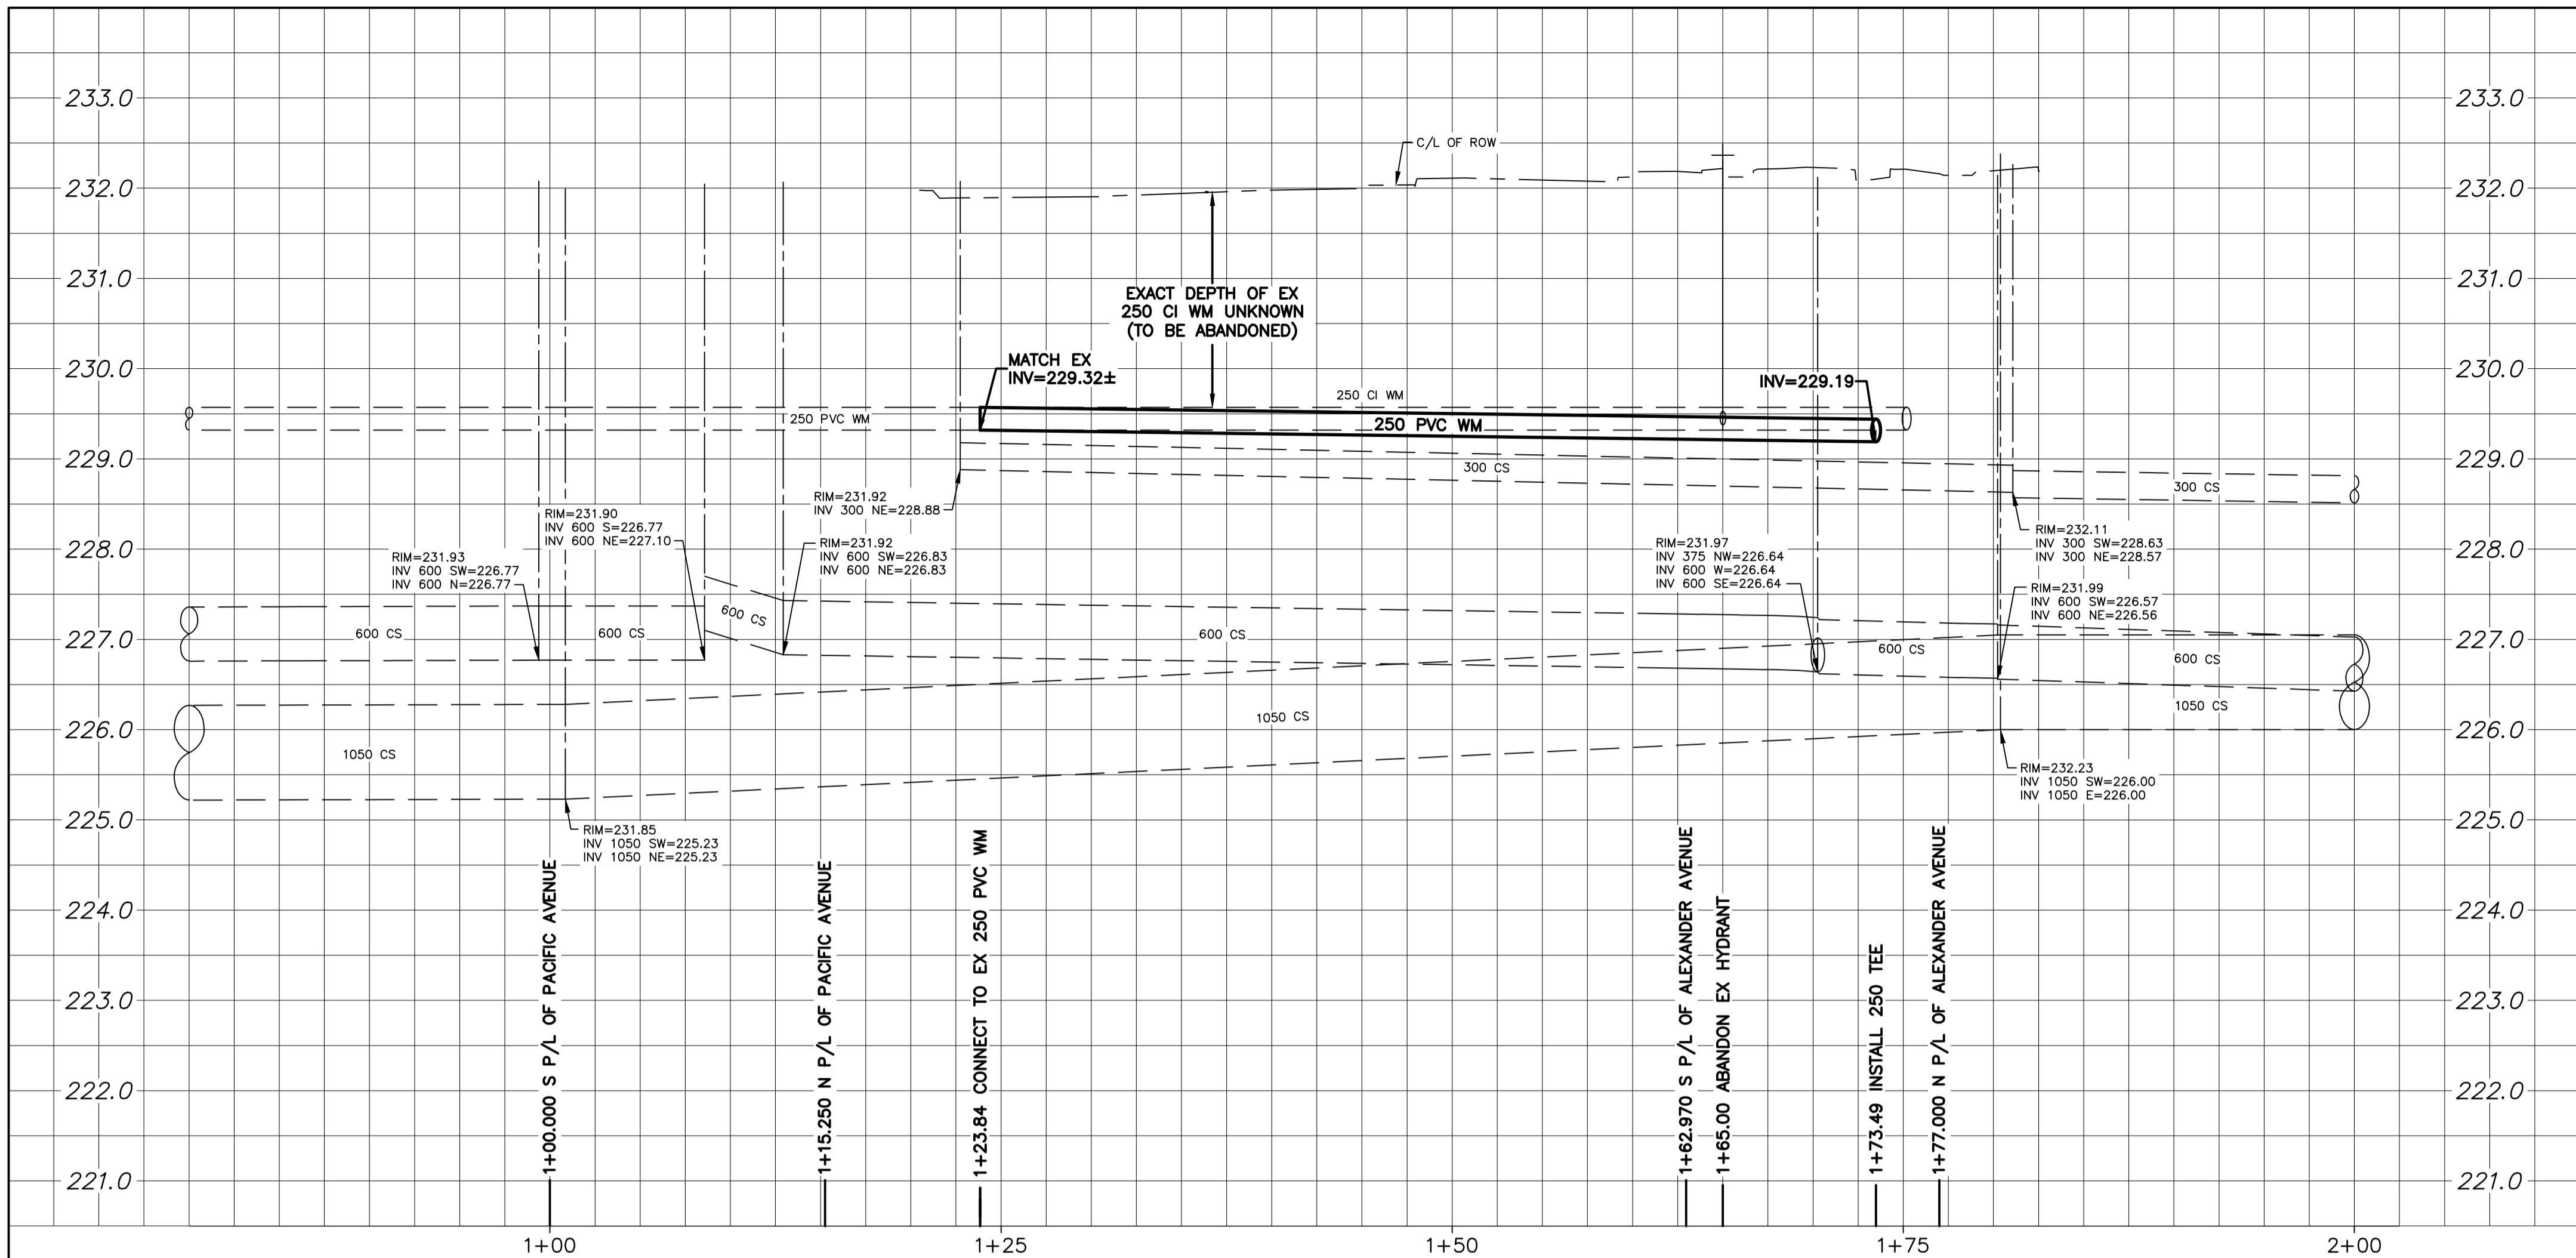 233.0
233.0
C/L OF ROW
232.0
232.0
231.0
231.0
EXACT DEPTH OF EX
250 CI WM UNKNOWN
(TO BE ABANDONED)
MATCH EX
INV=229.32±
230.0
230.0
INV=229.19
250 CI WM
250 PVC WM
250 PVC WM
229.0
229.0
300 CS
300 CS
RIM=231.92
INV 300 NE=228.88
RIM=231.90
INV 600 S=226.77
INV 600 NE=227.10
RIM=232.11
INV 300 SW=228.63
INV 300 NE=228.57
228.0
228.0
RIM=231.93
INV 600 SW=226.77
INV 600 N=226.77
RIM=231.92
INV 600 SW=226.83
INV 600 NE=226.83
RIM=231.97
INV 375 NW=226.64
INV 600 W=226.64
INV 600 SE=226.64
RIM=231.99
INV 600 SW=226.57
INV 600 NE=226.56
227.0
227.0
600 CS
600 CS
600 CS
600 CS
600 CS
600 CS
226.0
226.0
1050 CS
1050 CS
1050 CS
RIM=232.23
INV 1050 SW=226.00
INV 1050 E=226.00
225.0
225.0
RIM=231.85
INV 1050 SW=225.23
INV 1050 NE=225.23
224.0
224.0
223.0
223.0
222.0
222.0
221.0
221.0
1+00.000 S P/L OF PACIFIC AVENUE
1+15.250 N P/L OF PACIFIC AVENUE
1+23.84 CONNECT TO EX 250 PVC WM
1+62.970 S P/L OF ALEXANDER AVENUE
1+65.00 ABANDON EX HYDRANT
1+73.49 INSTALL 250 TEE
1+77.000 N P/L OF ALEXANDER AVENUE
1+00
1+25
1+50
1+75
2+00